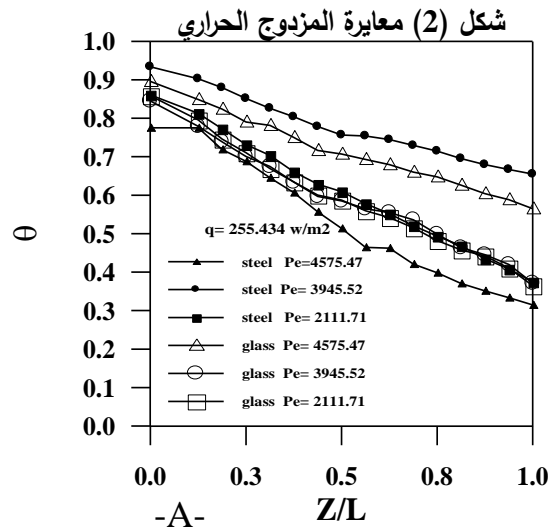 شكل (2) معايرة المزدوج الحراري
1.0
0.9
0.8
0.7
0.6
0.5
0.4
0.3
0.2
0.1
0.0
θ
q= 255.434 w/m2
steel Pe=4575.47
steel Pe= 3945.52
steel Pe= 2111.71
glass Pe= 4575.47
glass Pe= 3945.52
glass Pe= 2111.71
0.0 0.3 0.5 0.8 1.0
-A- Z/L